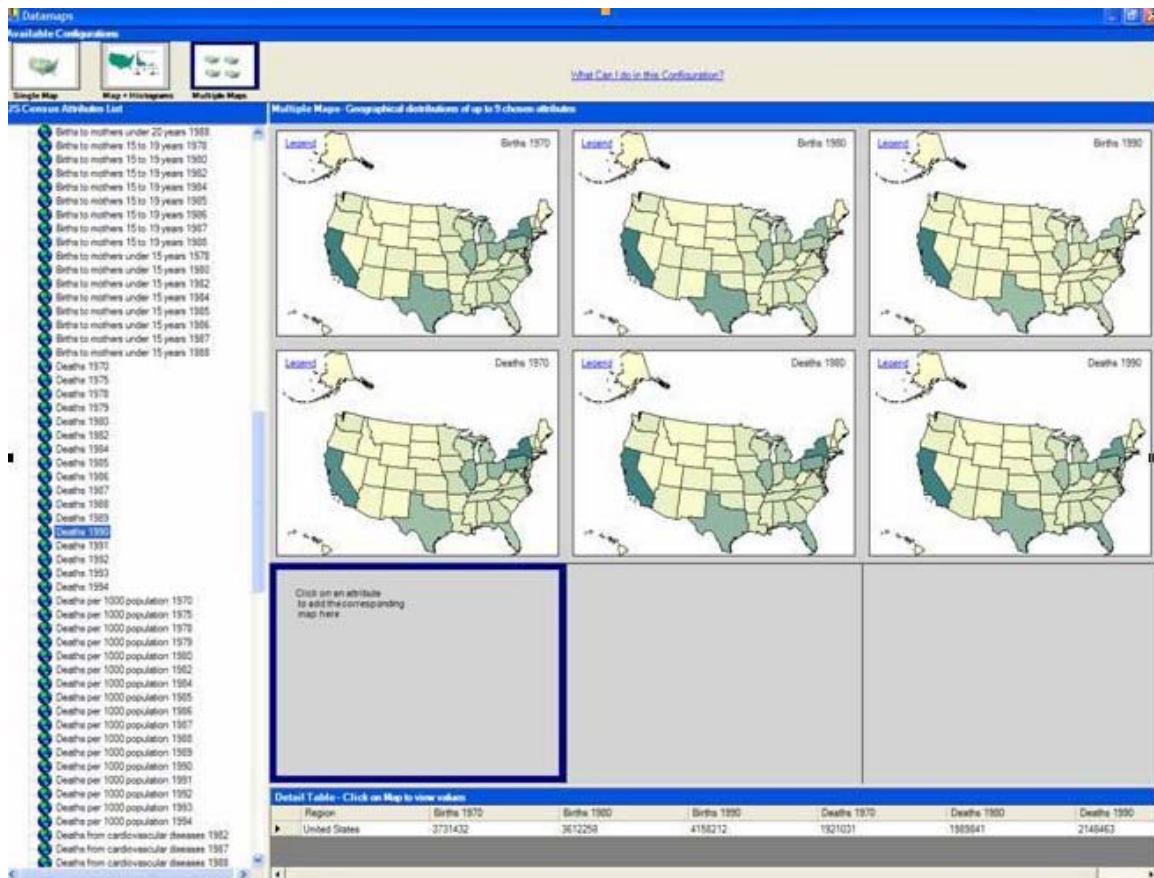 Datamaps
Available Configurations
Single Map
Map + Histograms
Multiple Maps
What Can I do in this Configuration?
US Census Attributes List
Multiple Maps- Geographical distributions of up to 9 chosen attributes
Births to mothers under 20 years 1988
Births to mothers 15 to 19 years 1978
Births to mothers 15 to 19 years 1980
Births to mothers 15 to 19 years 1982
Births to mothers 15 to 19 years 1984
Births to mothers 15 to 19 years 1985
Births to mothers 15 to 19 years 1986
Births to mothers 15 to 19 years 1987
Births to mothers 15 to 19 years 1988
Births to mothers under 15 years 1978
Births to mothers under 15 years 1980
Births to mothers under 15 years 1982
Births to mothers under 15 years 1984
Births to mothers under 15 years 1985
Births to mothers under 15 years 1986
Births to mothers under 15 years 1987
Births to mothers under 15 years 1988
Deaths 1970
Deaths 1975
Deaths 1978
Deaths 1979
Deaths 1980
Deaths 1982
Deaths 1984
Deaths 1985
Deaths 1986
Deaths 1987
Deaths 1988
Deaths 1989
Deaths 1990
Deaths 1991
Deaths 1992
Deaths 1993
Deaths 1994
Deaths per 1000 population 1970
Deaths per 1000 population 1975
Deaths per 1000 population 1978
Deaths per 1000 population 1979
Deaths per 1000 population 1980
Deaths per 1000 population 1982
Deaths per 1000 population 1984
Deaths per 1000 population 1985
Deaths per 1000 population 1986
Deaths per 1000 population 1987
Deaths per 1000 population 1988
Deaths per 1000 population 1989
Deaths per 1000 population 1990
Deaths per 1000 population 1991
Deaths per 1000 population 1992
Deaths per 1000 population 1993
Deaths per 1000 population 1994
Deaths from cardiovascular diseases 1982
Deaths from cardiovascular diseases 1987
Deaths from cardiovascular diseases 1988
Legend Births 1970
Legend Births 1980
Legend Births 1990
Legend Deaths 1970
Legend Deaths 1980
Legend Deaths 1990
Click on an attribute
to add the corresponding
map here
Detail Table - Click on Map to view values
Region Births 1970 Births 1980 Births 1990 Deaths 1970 Deaths 1980 Deaths 1990
United States 3731432 3612258 4158212 1921031 1989841 2148463